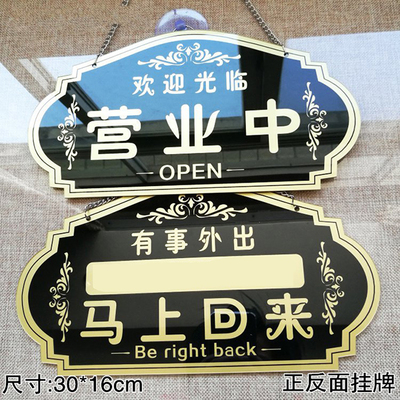 欢迎光临
营业中
OPEN
有事外出
马上回来
Be right back
尺寸:30*16cm
正反面挂牌